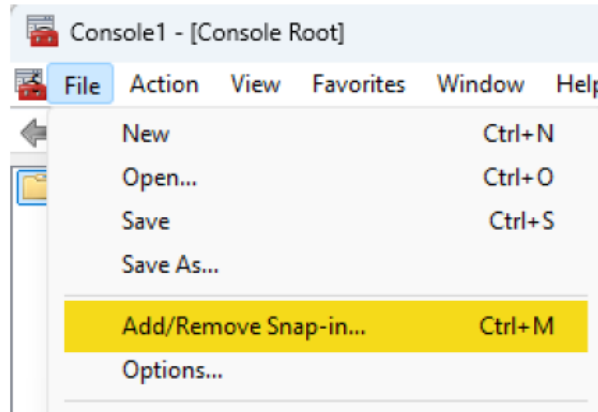 Console1 - [Console Root]
File Action View Favorites Window Help
New Ctrl+N
Open... Ctrl+O
Save Ctrl+S
Save As...
Add/Remove Snap-in... Ctrl+M
Options...